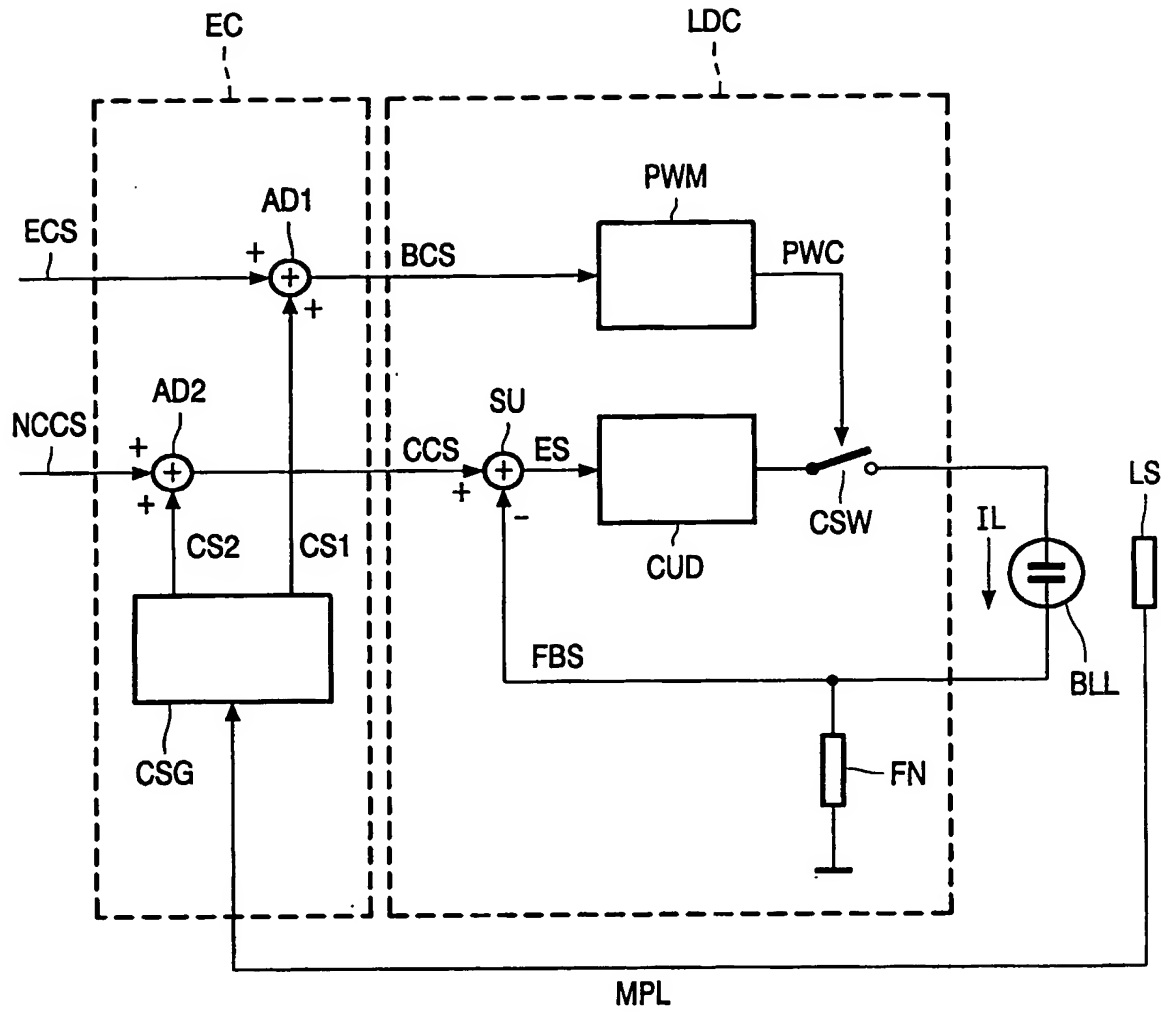 EC
LDC
PWM
AD1
ECS
+
+
+
BCS
PWC
AD2
SU
NCCS
+
+
+
CCS
+
+
ES
-
CSW
LS
CS2
CS1
CUD
IL
FBS
BLL
CSG
FN
MPL